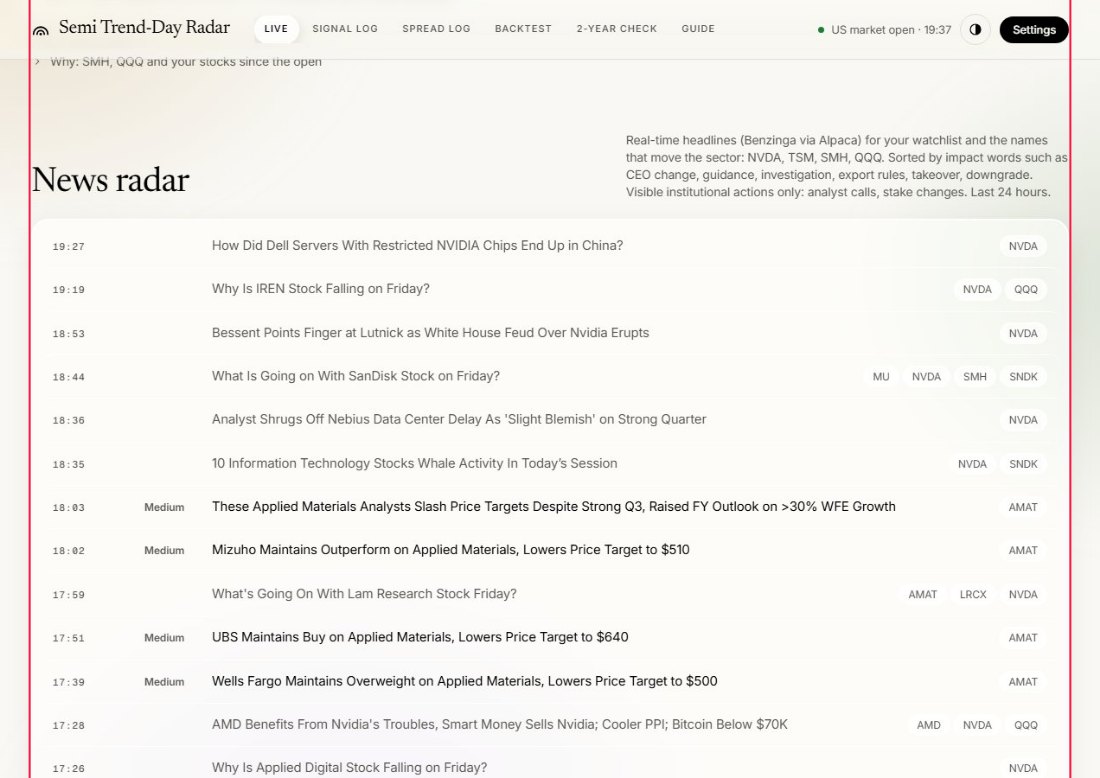 Semi Trend-Day Radar
LIVE
SIGNAL LOG
SPREAD LOG
BACKTEST
2-YEAR CHECK
GUIDE
US market open · 19:37
Settings
› Why: SMH, QQQ and your stocks since the open
News radar
Real-time headlines (Benzinga via Alpaca) for your watchlist and the names
that move the sector: NVDA, TSM, SMH, QQQ. Sorted by impact words such as
CEO change, guidance, investigation, export rules, takeover, downgrade.
Visible institutional actions only: analyst calls, stake changes. Last 24 hours.
19:27 How Did Dell Servers With Restricted NVIDIA Chips End Up in China? NVDA
19:19 Why Is IREN Stock Falling on Friday? NVDA QQQ
18:53 Bessent Points Finger at Lutnick as White House Feud Over Nvidia Erupts NVDA
18:44 What Is Going on With SanDisk Stock on Friday? MU NVDA SMH SNDK
18:36 Analyst Shrugs Off Nebius Data Center Delay As 'Slight Blemish' on Strong Quarter NVDA
18:35 10 Information Technology Stocks Whale Activity In Today's Session NVDA SNDK
18:03 Medium These Applied Materials Analysts Slash Price Targets Despite Strong Q3, Raised FY Outlook on >30% WFE Growth AMAT
18:02 Medium Mizuho Maintains Outperform on Applied Materials, Lowers Price Target to $510 AMAT
17:59 What's Going On With Lam Research Stock Friday? AMAT LRCX NVDA
17:51 Medium UBS Maintains Buy on Applied Materials, Lowers Price Target to $640 AMAT
17:39 Medium Wells Fargo Maintains Overweight on Applied Materials, Lowers Price Target to $500 AMAT
17:28 AMD Benefits From Nvidia's Troubles, Smart Money Sells Nvidia; Cooler PPI; Bitcoin Below $70K AMD NVDA QQQ
17:26 Why Is Applied Digital Stock Falling on Friday? NVDA